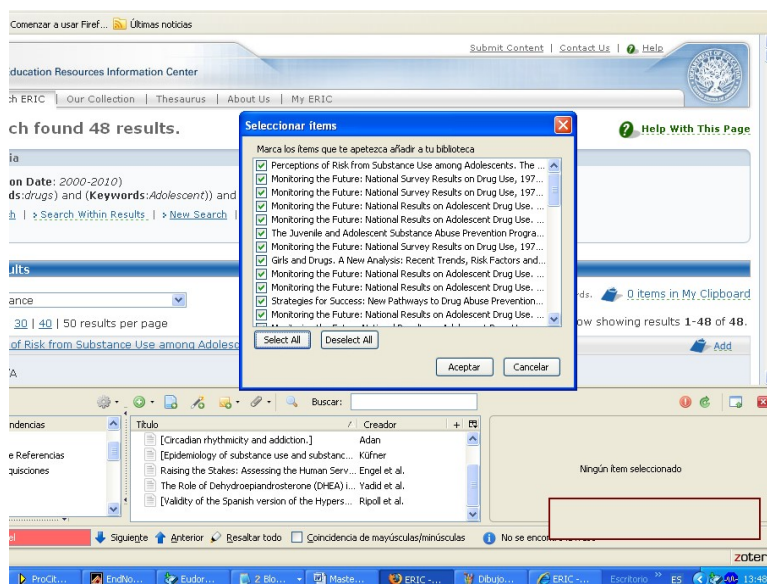 Comenzar a usar Firef... Últimas noticias
Submit Content | Contact Us | Help
ducation Resources Information Center
ch ERIC | Our Collection | Thesaurus | About Us | My ERIC
ch found 48 results.
Help With This Page
ia
on Date: 2000-2010)
ds:drugs) and (Keywords:Adolescent)) and
h | > Search Within Results | > New Search |
Seleccionar ítems
Marca los ítems que te apetezca añadir a tu biblioteca
Perceptions of Risk from Substance Use among Adolescents. The ...
Monitoring the Future: National Survey Results on Drug Use, 197...
Monitoring the Future: National Survey Results on Drug Use, 197...
Monitoring the Future: National Results on Adolescent Drug Use. ...
Monitoring the Future: National Results on Adolescent Drug Use. ...
The Juvenile and Adolescent Substance Abuse Prevention Progra...
Monitoring the Future: National Survey Results on Drug Use, 197...
Girls and Drugs. A New Analysis: Recent Trends, Risk Factors and...
Monitoring the Future: National Results on Adolescent Drug Use. ...
Monitoring the Future: National Results on Adolescent Drug Use. ...
Strategies for Success: New Pathways to Drug Abuse Prevention...
Monitoring the Future: National Results on Adolescent Drug Use. ...
Select All Deselect All
Aceptar Cancelar
ults
ance
rds. 0 items in My Clipboard
30 | 40 | 50 results per page
ow showing results 1-48 of 48.
of Risk from Substance Use among Adolesc
Add
/A
Buscar:
ndencias
e Referencias
quisiciones
Título / Creador +
[Circadian rhythmicity and addiction.] Adan
[Epidemiology of substance use and substanc... Küfner
Raising the Stakes: Assessing the Human Serv... Engel et al.
The Role of Dehydroepiandrosterone (DHEA) i... Yadid et al.
[Validity of the Spanish version of the Hypers... Ripoll et al.
Ningún ítem seleccionado
el Siguiente Anterior Resaltar todo Coincidencia de mayúsculas/minúsculas No se encon
zoter
ProCit... EndNo... Eudor... 2 Blo... Maste... ERIC -... Dibujo... ERIC -... Escritorio » ES 13:48